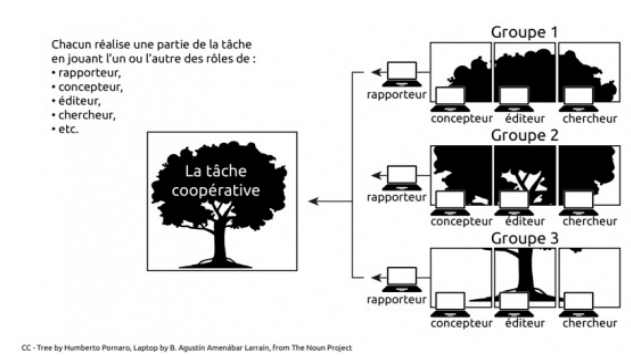 Chacun réalise une partie de la tâche
en jouant l'un ou l'autre des rôles de :
• rapporteur,
• concepteur,
• éditeur,
• chercheur,
• etc.
La tâche
coopérative
Groupe 1
rapporteur
concepteur éditeur chercheur
Groupe 2
rapporteur
concepteur éditeur chercheur
Groupe 3
rapporteur
concepteur éditeur chercheur
CC - Tree by Humberto Pornaro, Laptop by B. Agustín Amenábar Larraín, from The Noun Project